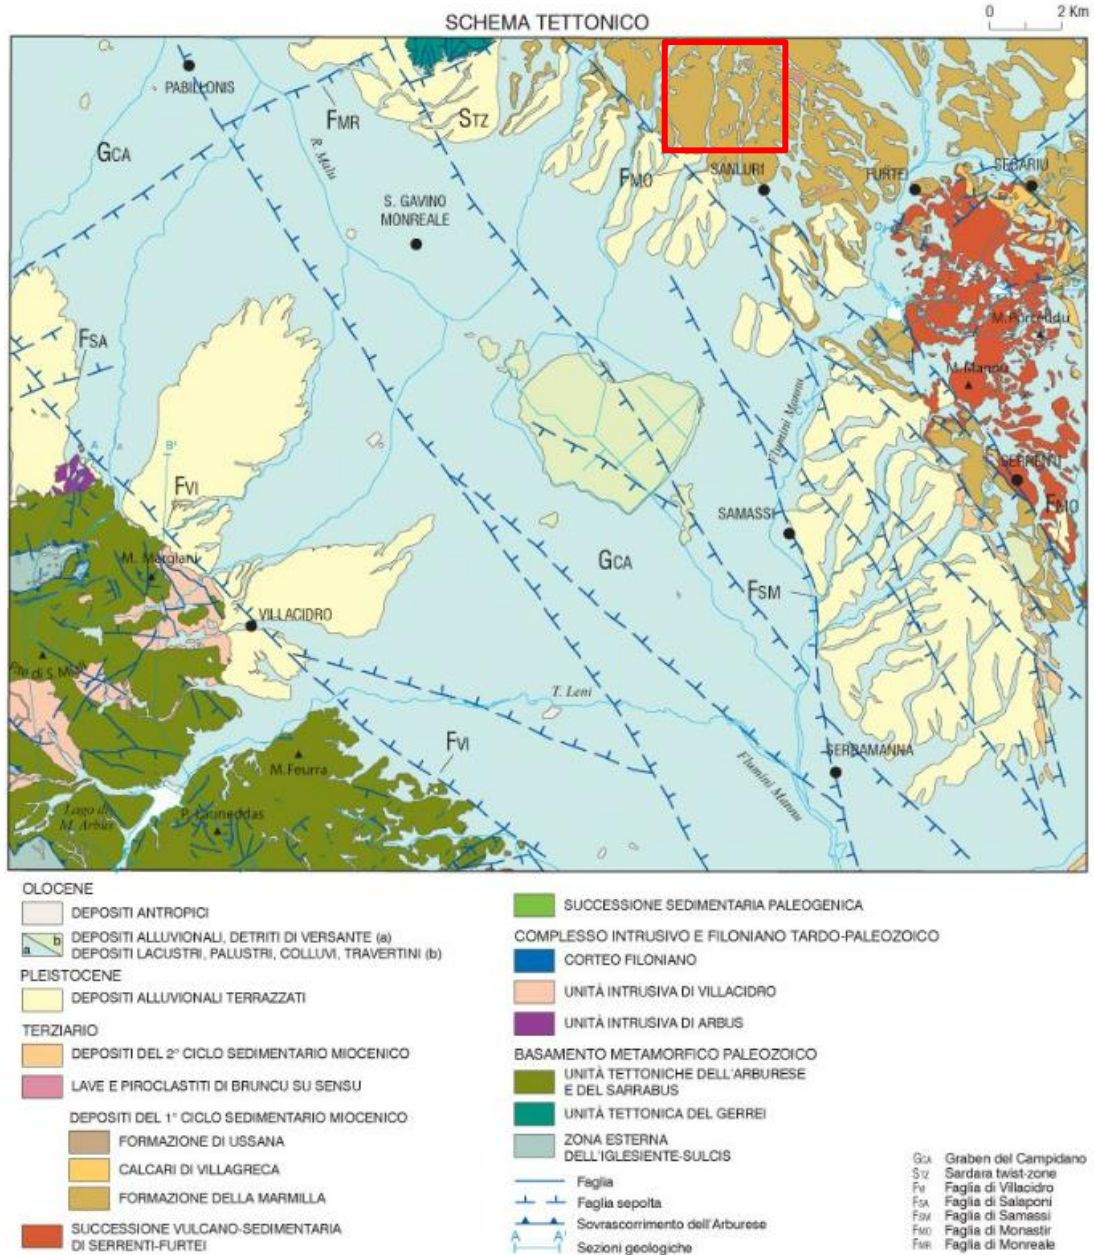 SCHEMA TETTONICO
0 2 Km
PABILLONIS
FMR
STZ
GCA
R. Malu
S. GAVINO
MONREALE
FMO
SANLURI
FURTEI
SEGARIU
FSA
M. Porceddu
M. Mannu
Flumini Mannu
A
B'
FVI
SERRENTI
FMO
SAMASSI
M. Margiani
GCA
FSM
VILLACIDRO
T. Leni
FVI
SERRAMANNA
M. Feurra
Flumini Mannu
Lago di
M. Arbus
P. Launeddas
OLOCENE
DEPOSITI ANTROPICI
a b
DEPOSITI ALLUVIONALI, DETRITI DI VERSANTE (a)
DEPOSITI LACUSTRI, PALUSTRI, COLLUVI, TRAVERTINI (b)
PLEISTOCENE
DEPOSITI ALLUVIONALI TERRAZZATI
TERZIARIO
DEPOSITI DEL 2° CICLO SEDIMENTARIO MIOCENICO
LAVE E PIROCLASTITI DI BRUNCU SU SENSU
DEPOSITI DEL 1° CICLO SEDIMENTARIO MIOCENICO
FORMAZIONE DI USSANA
CALCARI DI VILLAGRECA
FORMAZIONE DELLA MARMILLA
SUCCESSIONE VULCANO-SEDIMENTARIA
DI SERRENTI-FURTEI
SUCCESSIONE SEDIMENTARIA PALEOGENICA
COMPLESSO INTRUSIVO E FILONIANO TARDO-PALEOZOICO
CORTEO FILONIANO
UNITÀ INTRUSIVA DI VILLACIDRO
UNITÀ INTRUSIVA DI ARBUS
BASAMENTO METAMORFICO PALEOZOICO
UNITÀ TETTONICHE DELL'ARBURESE
E DEL SARRABUS
UNITÀ TETTONICA DEL GERREI
ZONA ESTERNA
DELL'IGLESIENTE-SULCIS
Faglia
Faglia sepolta
Sovrascorrimento dell'Arburese
A A'
Sezioni geologiche
GCA Graben del Campidano
STZ Sardara twist-zone
FVI Faglia di Villacidro
FSA Faglia di Salaponi
FSM Faglia di Samassi
FMO Faglia di Monastir
FMR Faglia di Monreale